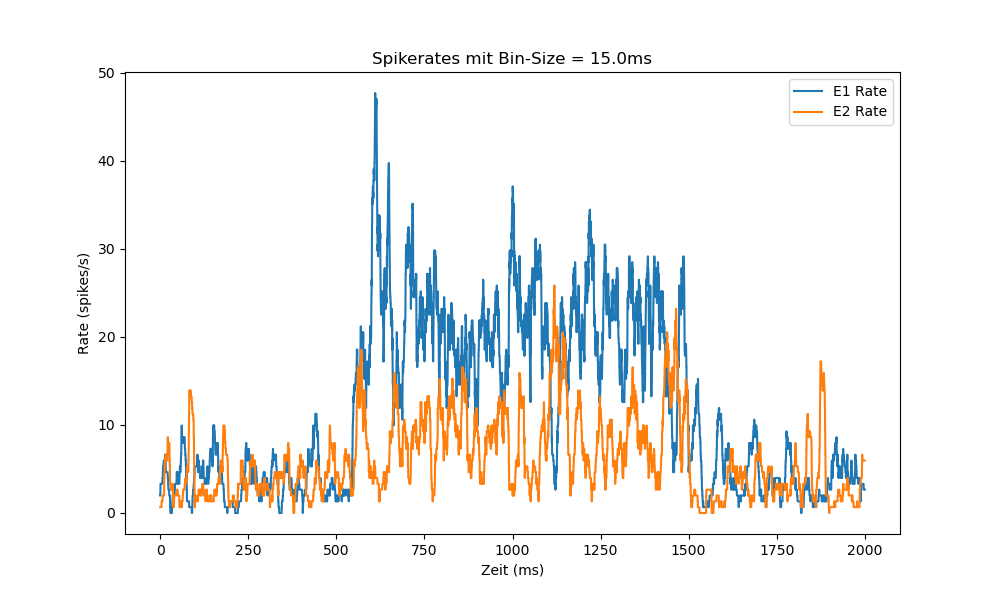 Spikerates mit Bin-Size = 15.0ms
E1 Rate
E2 Rate
Rate (spikes/s)
50
40
30
20
10
0
0 250 500 750 1000 1250 1500 1750 2000
Zeit (ms)